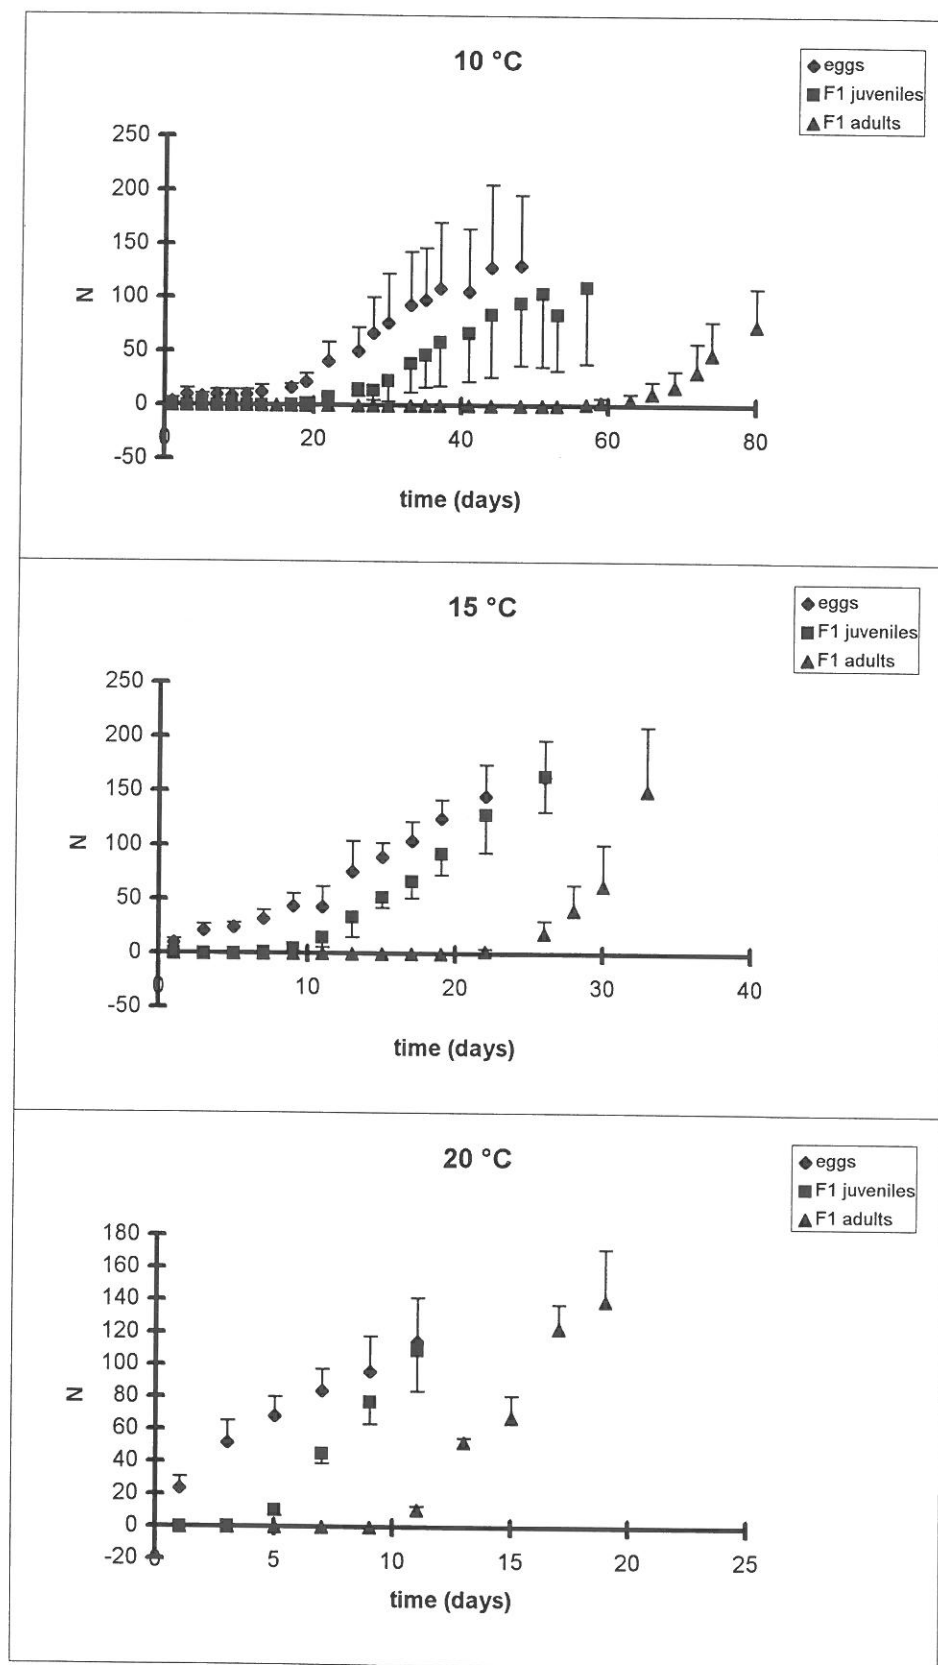 10 °C
eggs
F1 juveniles
F1 adults
250
200
150
100
50
0
-50
N
0 20 40 60 80
time (days)
15 °C
eggs
F1 juveniles
F1 adults
250
200
150
100
50
0
-50
N
0 10 20 30 40
time (days)
20 °C
eggs
F1 juveniles
F1 adults
180
160
140
120
100
80
60
40
20
0
-20
N
0 5 10 15 20 25
time (days)